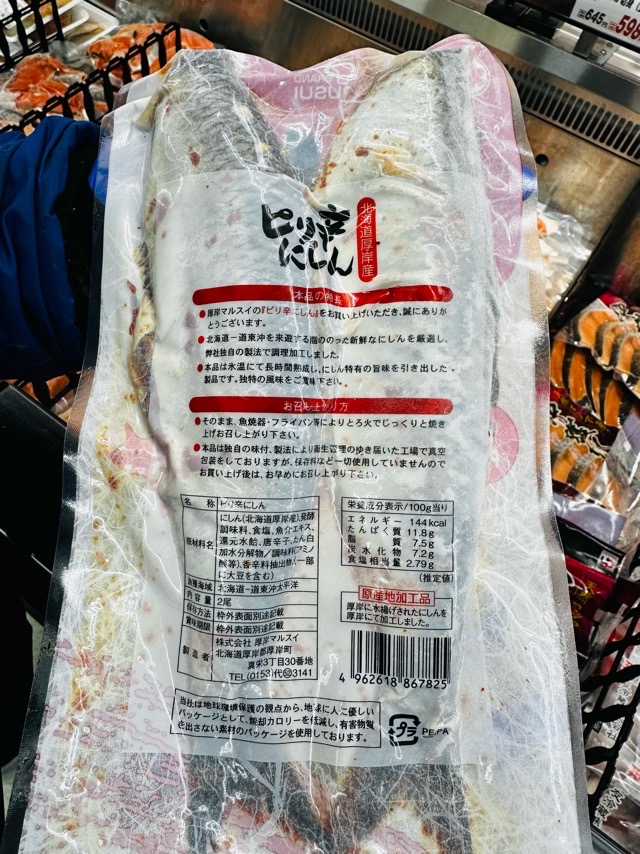 645円
598
ピリ辛
にしん
北海道厚岸産
本品の特長
●厚岸マルスイの『ピリ辛にしん』をお買い上げいただき、誠にありが
とうございます。
●北海道一道東沖を来遊する脂ののった新鮮なにしんを厳選し、
弊社独自の製法で調理加工しました。
●本品は氷温にて長時間熟成し、にしん特有の旨味を引き出した
製品です。独特の風味をご賞味下さい。
お召し上がり方
●そのまま、魚焼器・フライパン等によりとろ火でじっくりと焼き
上げお召し上がり下さい。
●本品は独自の味付、製法により衛生管理のゆき届いた工場で真空
包装をしておりますが、保存料など一切使用していませんので
お買い上げ後は、お早めにお召し上がり下さい。
名 称 ピリ辛にしん
原材料名 にしん(北海道厚岸産)、発酵
調味料、食塩、魚介エキス、
還元水飴、唐辛子、たん白
加水分解物／調味料(アミノ
酸等)、香辛料抽出物、(一部
に大豆を含む)
漁獲海域 北海道一道東沖太平洋
内容量 2尾
保存方法 枠外表面別途記載
賞味期限 枠外表面別途記載
製造者 株式会社 厚岸マルスイ
北海道厚岸郡厚岸町
真栄3丁目30番地
TEL(0153)代52-3141
栄養成分表示/100g当り
エネルギー 144kcal
たんぱく質 11.8g
脂質 7.5g
炭水化物 7.2g
食塩相当量 2.79g
(推定値)
原産地加工品
厚岸に水揚げされたにしんを
厚岸にて加工しました。
4 962618 867825
当社は地球環境保護の観点から、地球に人に優しい
パッケージとして、焼却カロリーを低減し、有害物質
を出さない素材のパッケージを使用しております。
プラ
PE,PA